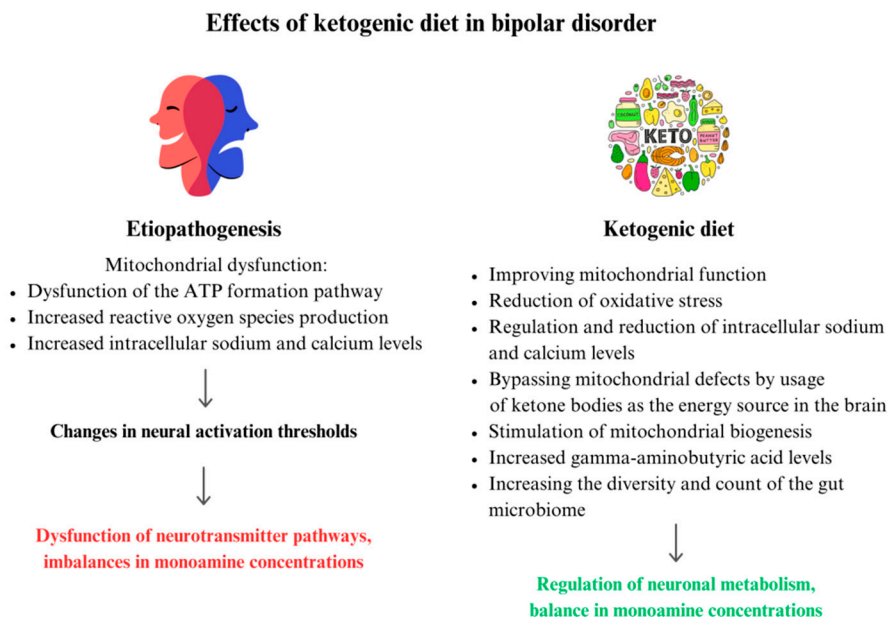 Effects of ketogenic diet in bipolar disorder
COCONUT
KETO
PEANUT
BUTTER
Etiopathogenesis
Mitochondrial dysfunction:
• Dysfunction of the ATP formation pathway
• Increased reactive oxygen species production
• Increased intracellular sodium and calcium levels
Changes in neural activation thresholds
Dysfunction of neurotransmitter pathways,
imbalances in monoamine concentrations
Ketogenic diet
• Improving mitochondrial function
• Reduction of oxidative stress
• Regulation and reduction of intracellular sodium
and calcium levels
• Bypassing mitochondrial defects by usage
of ketone bodies as the energy source in the brain
• Stimulation of mitochondrial biogenesis
• Increased gamma-aminobutyric acid levels
• Increasing the diversity and count of the gut
microbiome
Regulation of neuronal metabolism,
balance in monoamine concentrations